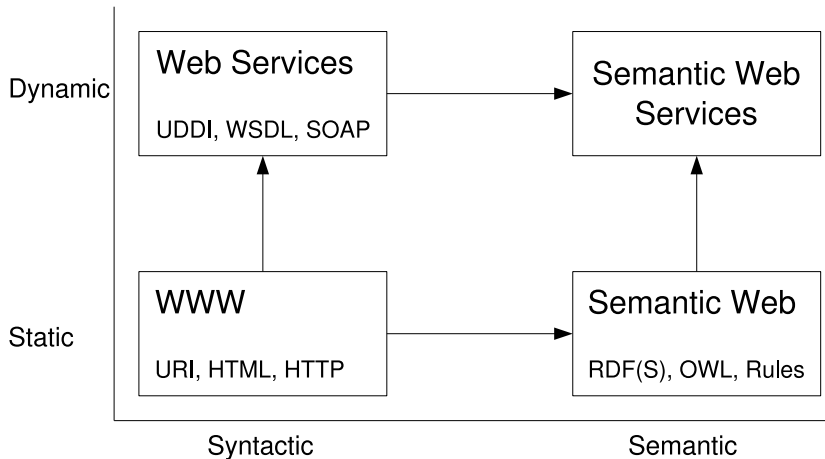 Dynamic
Web Services
UDDI, WSDL, SOAP
Semantic Web
Services
Static
WWW
URI, HTML, HTTP
Semantic Web
RDF(S), OWL, Rules
Syntactic
Semantic